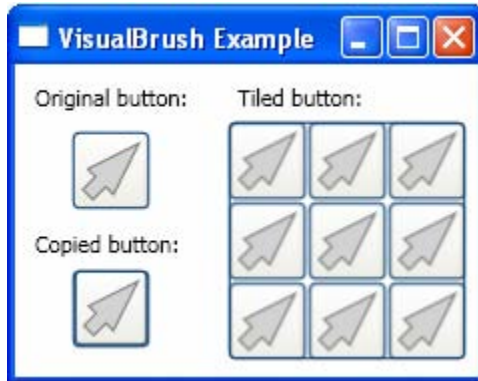 VisualBrush Example
Original button:
Tiled button:
Copied button: